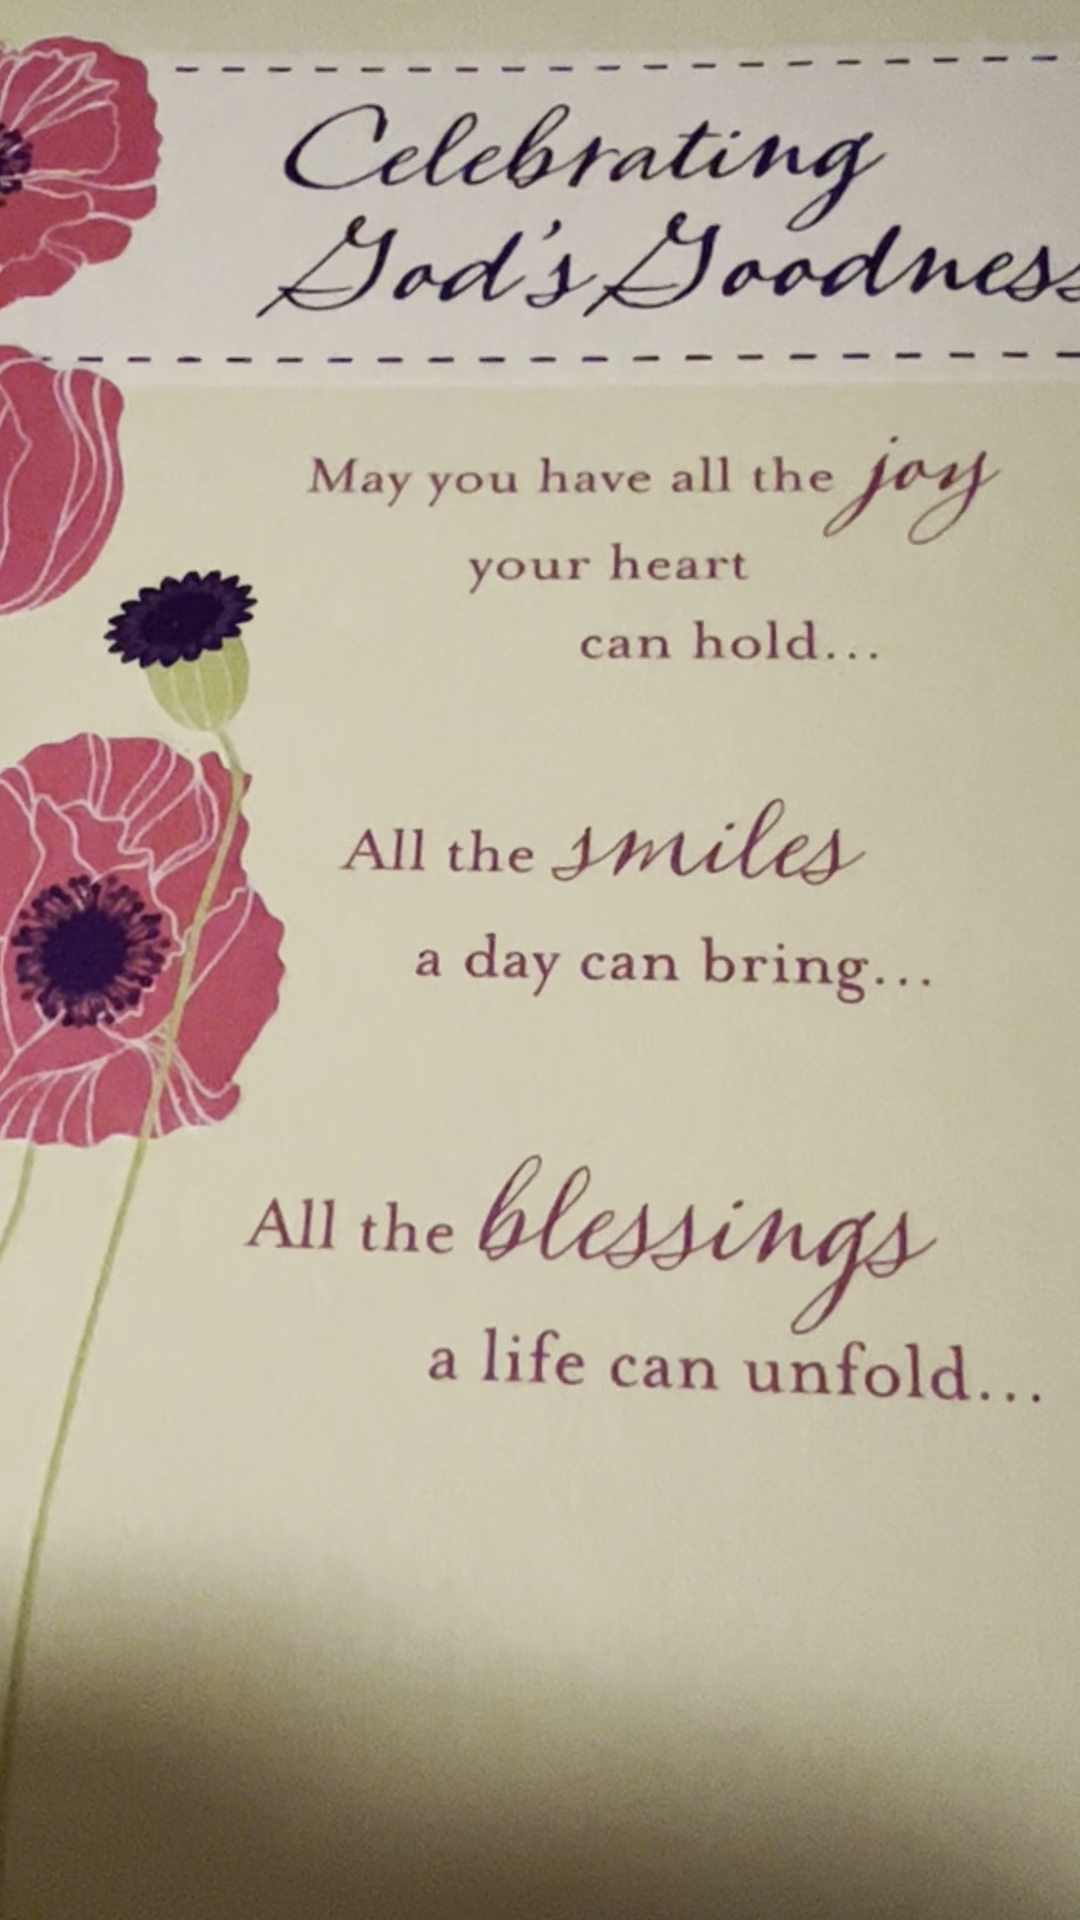 Celebrating
God's Goodness
May you have all the joy
your heart
can hold...
All the smiles
a day can bring...
All the blessings
a life can unfold...